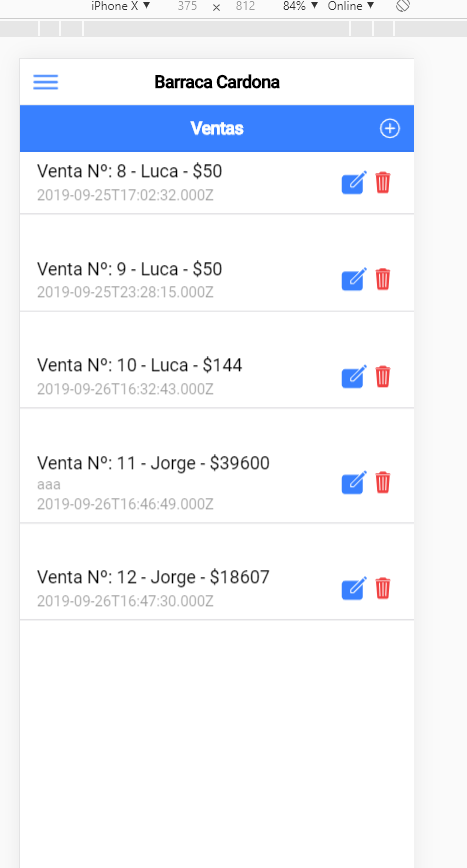 iPhone X ▼ 375 × 812 84% ▼ Online ▼
Barraca Cardona
Ventas
Venta Nº: 8 - Luca - $50
2019-09-25T17:02:32.000Z
Venta Nº: 9 - Luca - $50
2019-09-25T23:28:15.000Z
Venta Nº: 10 - Luca - $144
2019-09-26T16:32:43.000Z
Venta Nº: 11 - Jorge - $39600
aaa
2019-09-26T16:46:49.000Z
Venta Nº: 12 - Jorge - $18607
2019-09-26T16:47:30.000Z